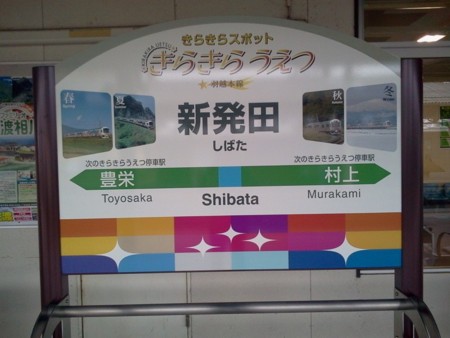 きらきらスポット
きらきらうえつ
羽越本線
春
夏
秋
冬
新発田
しばた
次のきらきらうえつ停車駅
次のきらきらうえつ停車駅
豊栄
村上
Toyosaka
Shibata
Murakami
渡相